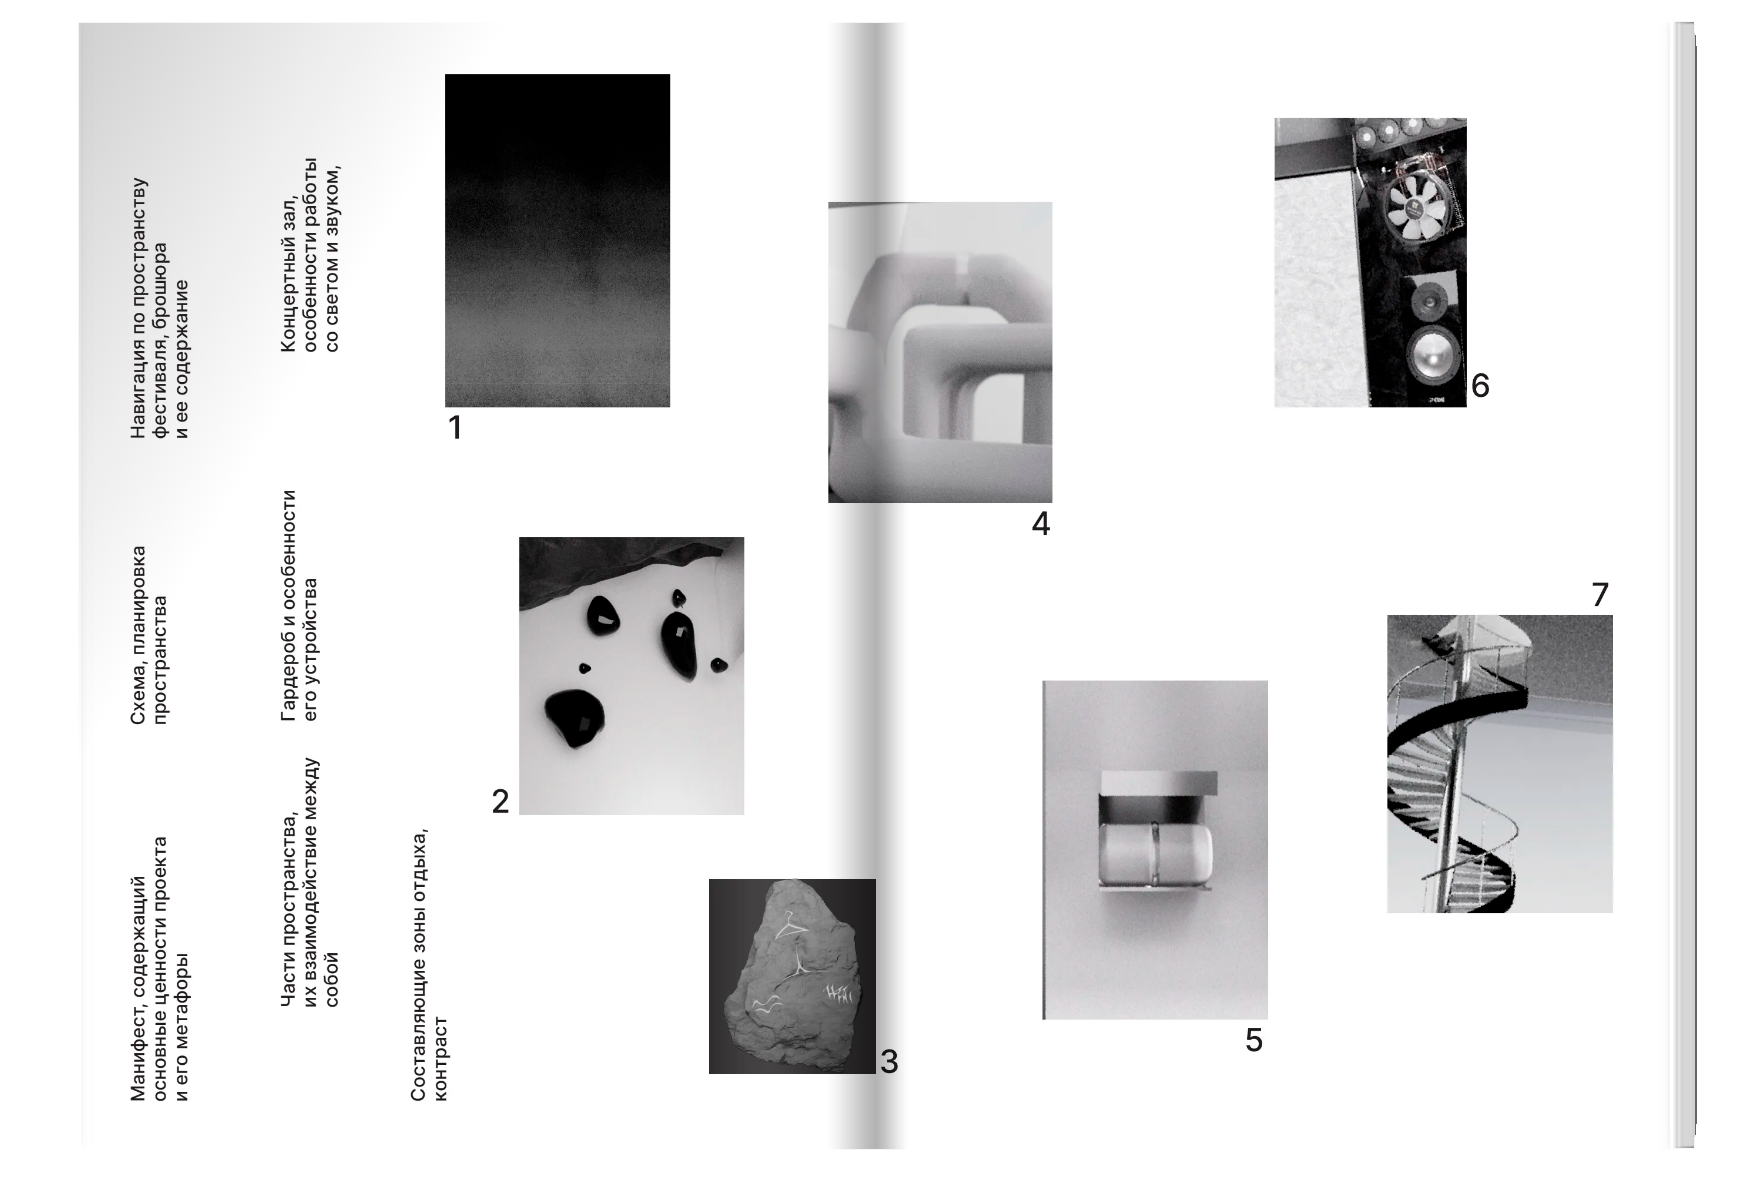 Манифест, содержащий
основные ценности проекта
и его метафоры
Схема, планировка
пространства
Навигация по пространству
фестиваля, брошюра
и ее содержание
Части пространства,
их взаимодействие между
собой
Гардероб и особенности
его устройства
Концертный зал,
особенности работы
со светом и звуком,
Составляющие зоны отдыха,
контраст
1
2
3
4
5
6
7